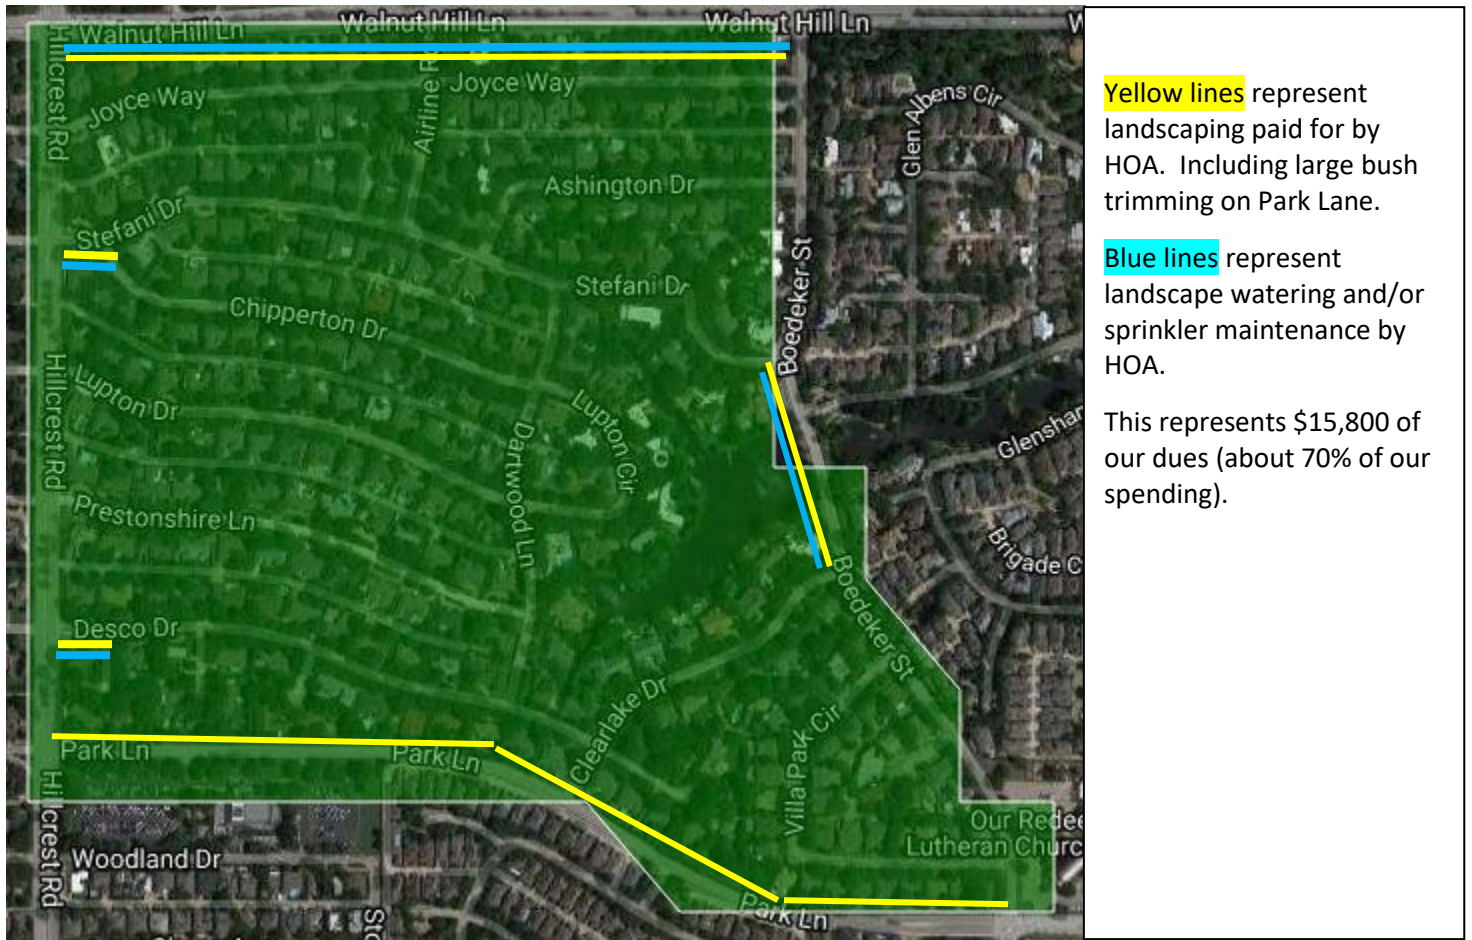 Walnut Hill Ln
Walnut Hill Ln
Walnut Hill Ln
W
Hillcrest Rd
Joyce Way
Airline Rd
Joyce Way
Glen Albens Cir
Ashington Dr
Stefani Dr
Boedeker St
Stefani Dr
Chipperton Dr
Hillcrest Rd
Lupton Dr
Lupton Cir
Dartwood Ln
Glenshar
Prestonshire Ln
Brigade C
Boedeker St
Desco Dr
Clearlake Dr
Villa Park Cir
Park Ln
Park Ln
Hillcrest Rd
Our Redee
Lutheran Churc
Woodland Dr
Park Ln
Sto
Yellow lines represent
landscaping paid for by
HOA. Including large bush
trimming on Park Lane.
Blue lines represent
landscape watering and/or
sprinkler maintenance by
HOA.
This represents $15,800 of
our dues (about 70% of our
spending).